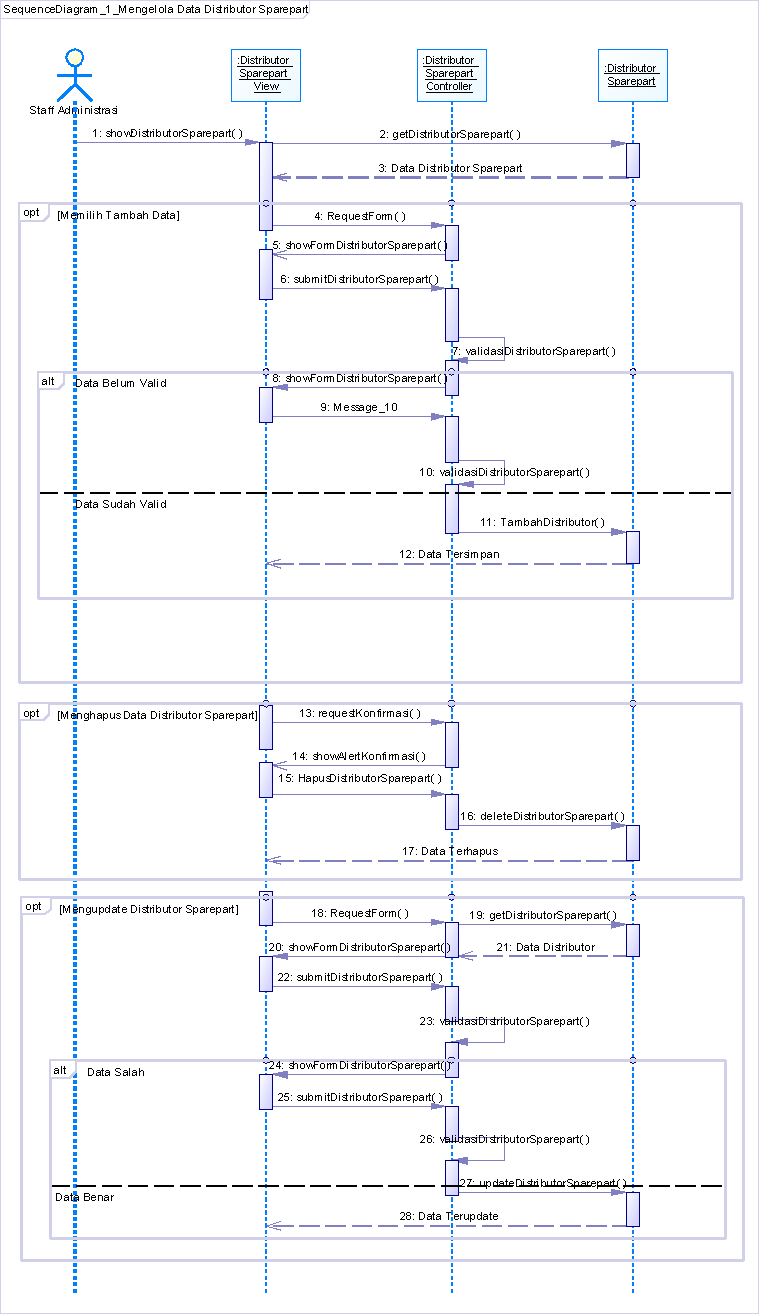 SequenceDiagram_1_Mengelola Data Distributor Sparepart
:Distributor
Sparepart
View
:Distributor
Sparepart
Controller
:Distributor
Sparepart
Staff Administrasi
1: showDistributorSparepart()
2: getDistributorSparepart()
3: Data Distributor Sparepart
opt
[Memilih Tambah Data]
4: RequestForm()
5: showFormDistributorSparepart()
6: submitDistributorSparepart()
7: validasiDistributorSparepart()
alt
Data Belum Valid
8: showFormDistributorSparepart()
9: Message_10
10: validasiDistributorSparepart()
Data Sudah Valid
11: TambahDistributor()
12: Data Tersimpan
opt
[Menghapus Data Distributor Sparepart]
13: requestKonfirmasi()
14: showAlertKonfirmasi()
15: HapusDistributorSparepart()
16: deleteDistributorSparepart()
17: Data Terhapus
opt
[Mengupdate Distributor Sparepart]
18: RequestForm()
19: getDistributorSparepart()
20: showFormDistributorSparepart()
21: Data Distributor
22: submitDistributorSparepart()
23: validasiDistributorSparepart()
alt
Data Salah
24: showFormDistributorSparepart()
25: submitDistributorSparepart()
26: validasiDistributorSparepart()
27: updateDistributorSparepart()
Data Benar
28: Data Terupdate